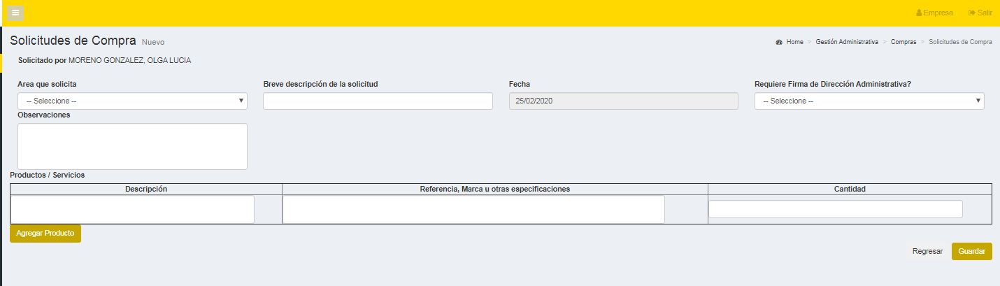 Empresa Salir
Solicitudes de Compra Nuevo
Home > Gestión Administrativa > Compras > Solicitudes de Compra
Solicitado por MORENO GONZALEZ, OLGA LUCIA
Area que solicita Breve descripción de la solicitud Fecha Requiere Firma de Dirección Administrativa?
-- Seleccione -- 25/02/2020 -- Seleccione --
Observaciones
Productos / Servicios
Descripción Referencia, Marca u otras especificaciones Cantidad
Agregar Producto
Regresar Guardar